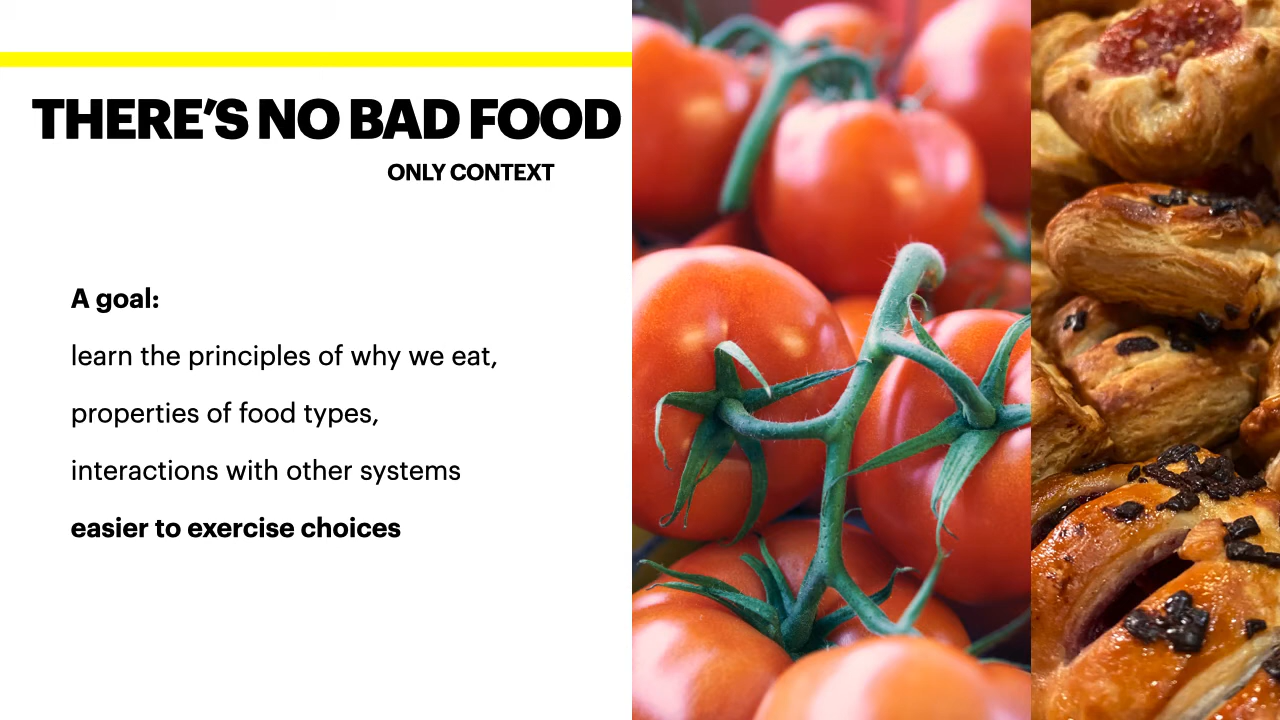 THERE’S NO BAD FOOD
ONLY CONTEXT
A goal:
learn the principles of why we eat,
properties of food types,
interactions with other systems
easier to exercise choices